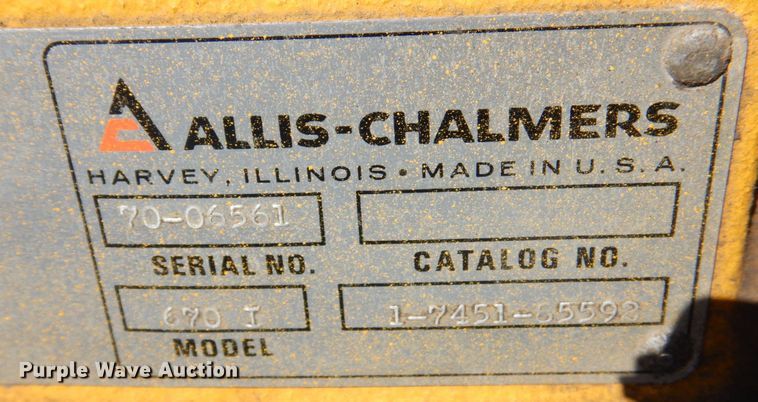 ALLIS-CHALMERS
HARVEY, ILLINOIS • MADE IN U.S.A.
70-06561
SERIAL NO. CATALOG NO.
670 I 1-7451-65592
MODEL
Purple Wave Auction